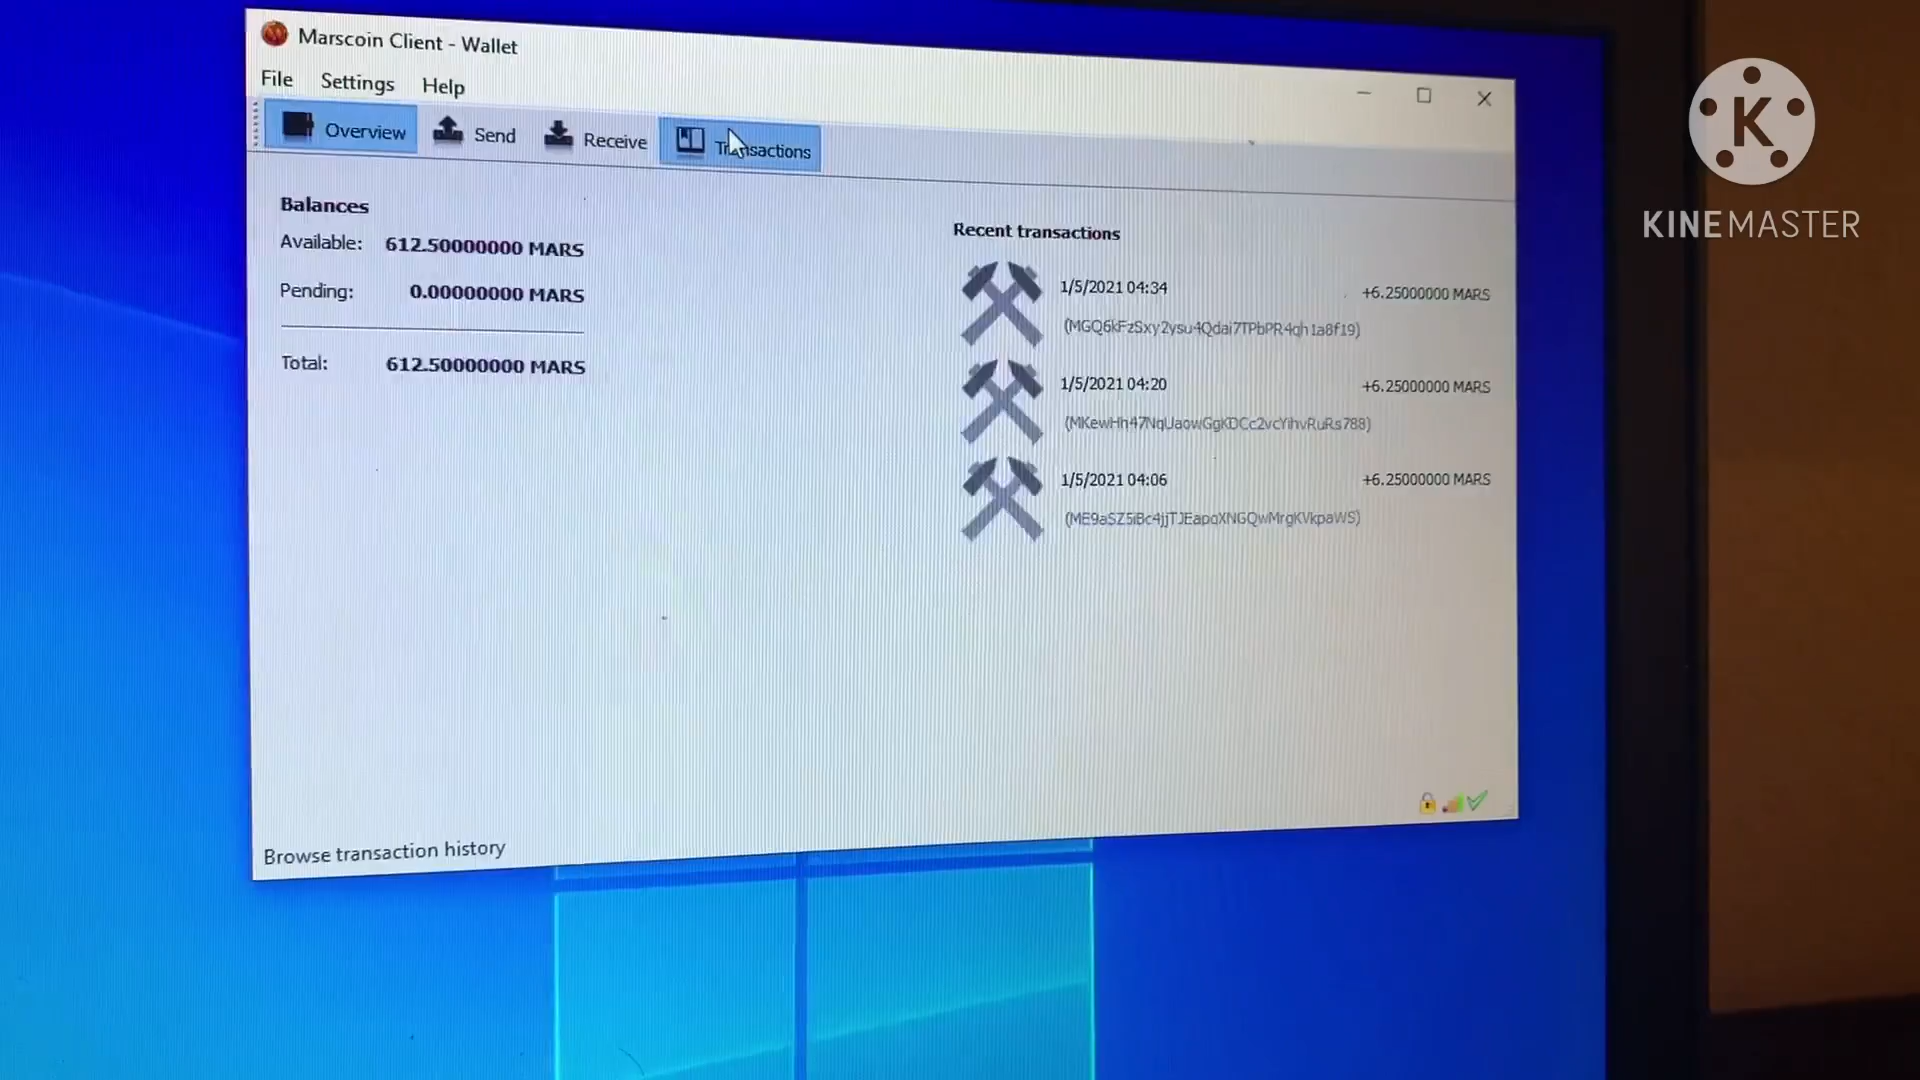 Marscoin Client - Wallet
File Settings Help
Overview Send Receive Transactions
Balances
Available: 612.50000000 MARS
Pending: 0.00000000 MARS
Total: 612.50000000 MARS
Recent transactions
1/5/2021 04:34 +6.25000000 MARS
1/5/2021 04:20 +6.25000000 MARS
1/5/2021 04:06 +6.25000000 MARS
Browse transaction history
K
KINEMASTER